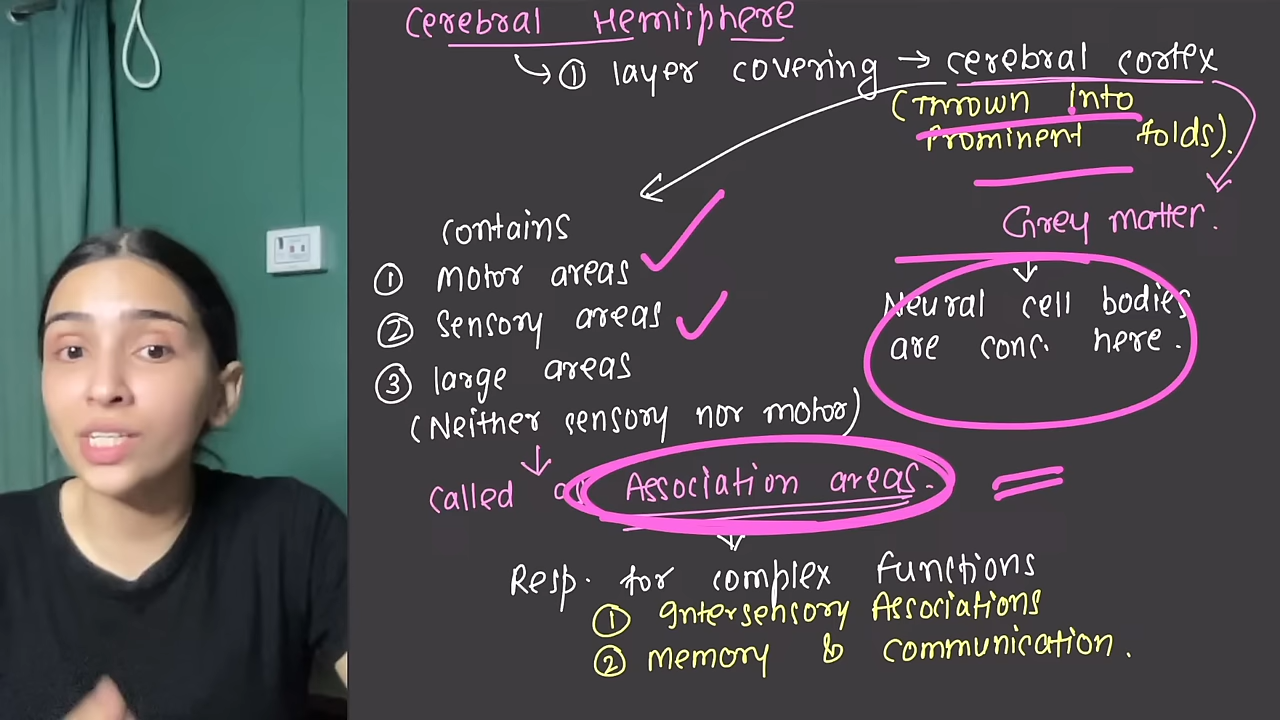 Cerebral Hemisphere
① layer covering → cerebral cortex
(Thrown into
Prominent folds).
Grey matter.
Neural cell bodies
are conc. here.
contains
① Motor areas
② Sensory areas
③ large areas
(Neither sensory nor motor)
called as Association areas.
Resp. for complex functions
① Intersensory Associations
② Memory & communication.